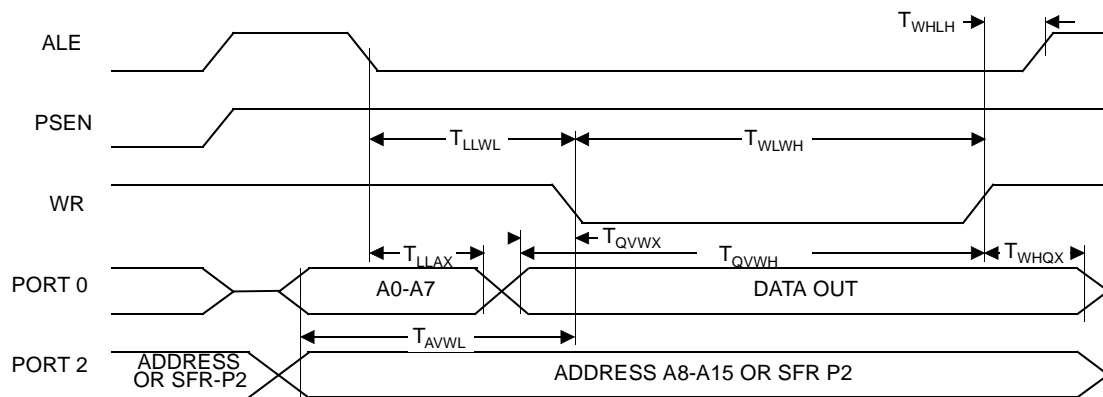 T_WHLH
ALE
PSEN
T_LLWL
T_WLWH
WR
T_QVWX
T_LLAX
T_QVWH
T_WHQX
PORT 0
A0-A7
DATA OUT
T_AVWL
PORT 2
ADDRESS
OR SFR-P2
ADDRESS A8-A15 OR SFR P2